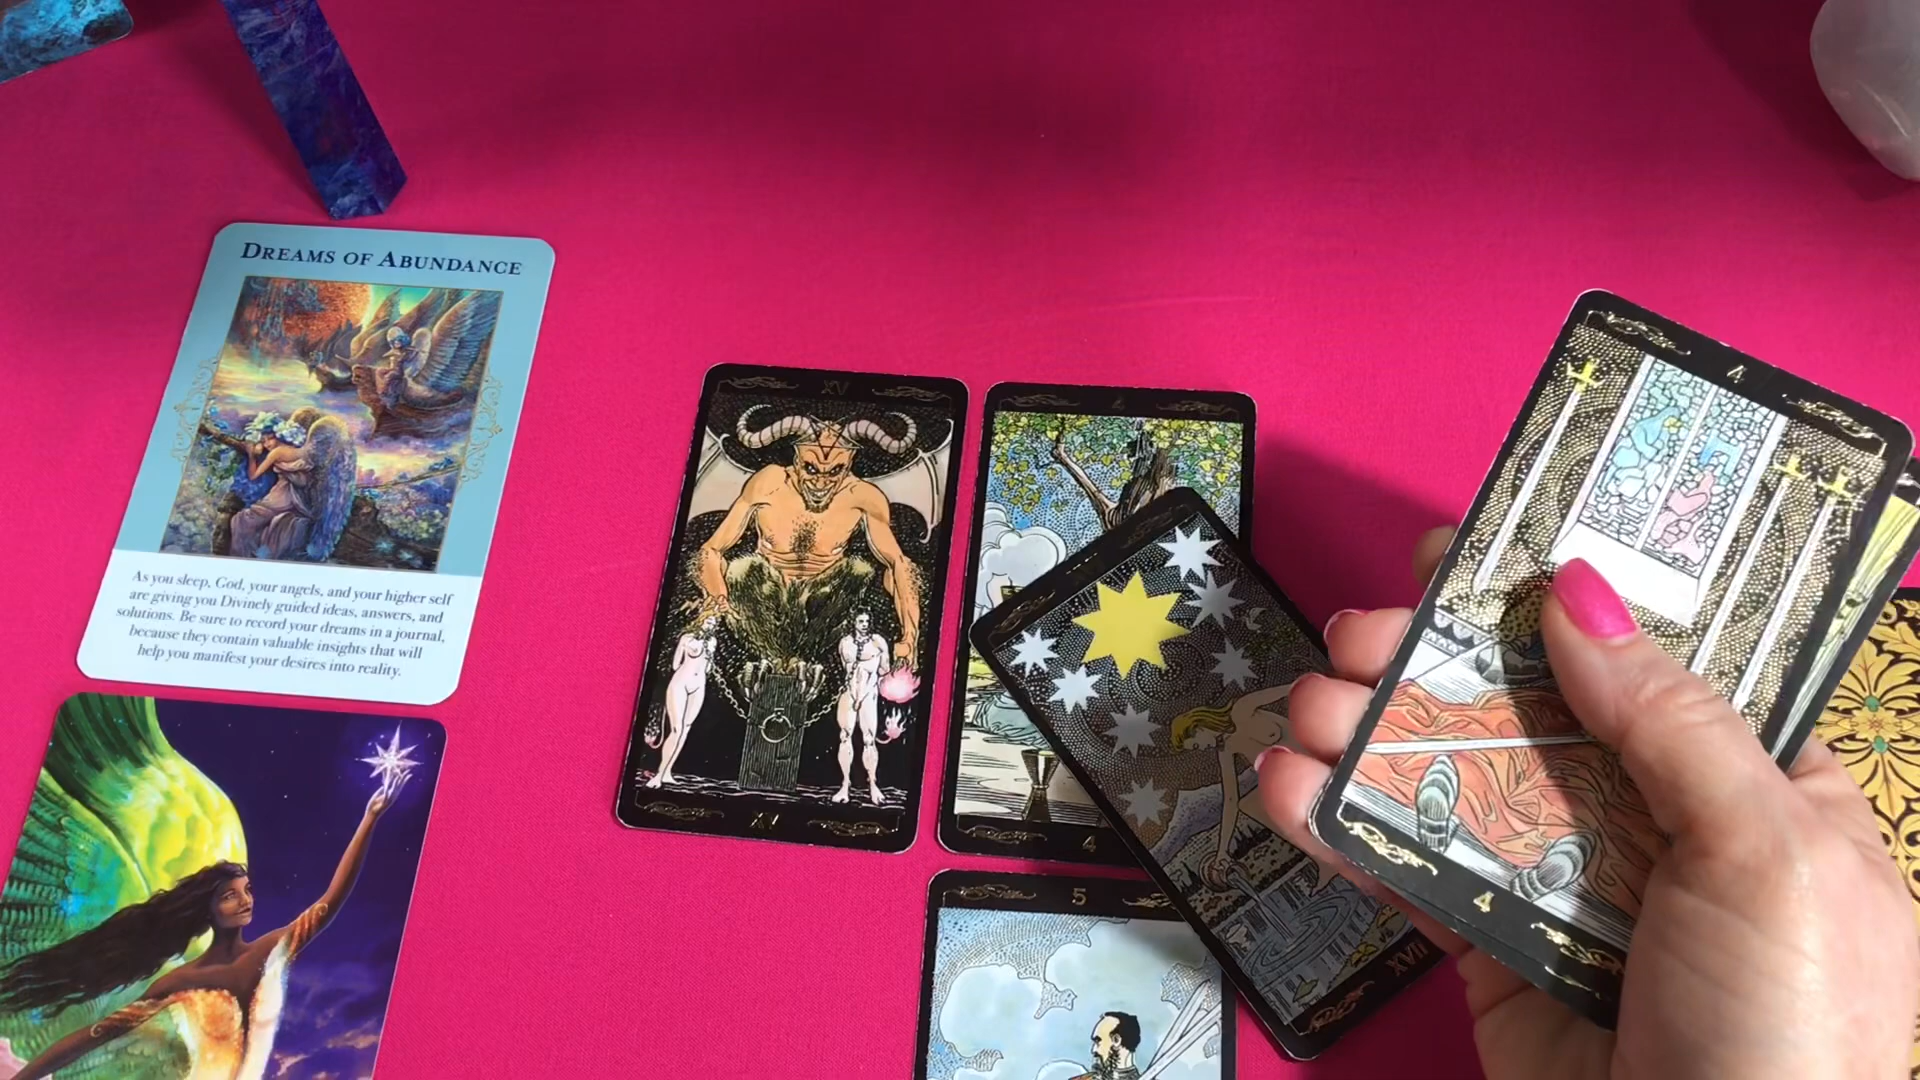 DREAMS OF ABUNDANCE
As you sleep, God, your angels, and your higher self
are giving you Divinely guided ideas, answers, and
solutions. Be sure to record your dreams in a journal,
because they contain valuable insights that will
help you manifest your desires into reality.
XV
XV
4
4
XVII
5
4
4